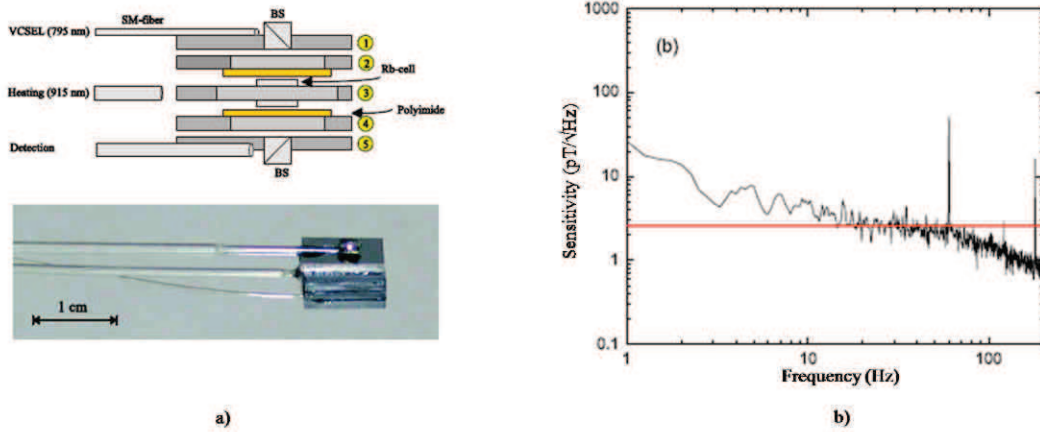 BS
SM-fiber
VCSEL (795 nm)
1
2
Rb-cell
Hesting (915 nm)
3
Polyimide
4
Detection
5
BS
1 cm
a)
1000
(b)
100
10
1
0.1
Sensitivity (pT/√Hz)
1 10 100
Frequency (Hz)
b)